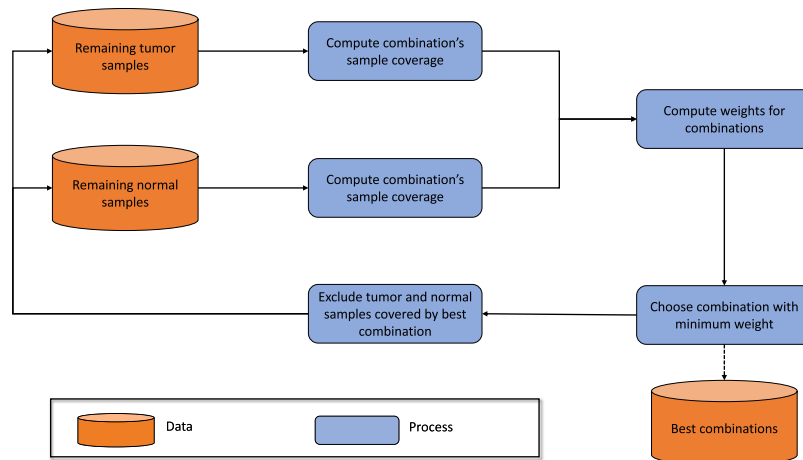 Remaining tumor
samples
Compute combination's
sample coverage
Compute weights for
combinations
Remaining normal
samples
Compute combination's
sample coverage
Exclude tumor and normal
samples covered by best
combination
Choose combination with
minimum weight
Best combinations
Data
Process